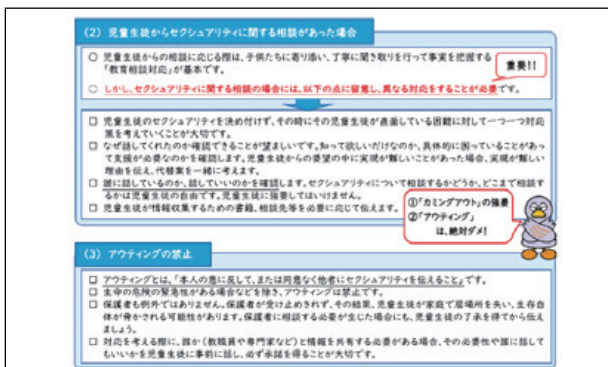 (2) 児童生徒からセクシュアリティに関する相談があった場合
○ 児童生徒からの相談に応じる際は、子供たちに寄り添い、丁寧に聞き取りを行って事実を把握する
「教育相談対応」が基本です。
重要!!
○ しかし、セクシュアリティに関する相談の場合には、以下の点に留意し、異なる対応をすることが必要です。
□ 児童生徒のセクシュアリティを決め付けず、その時にその児童生徒が直面している困難に対して一つ一つ対応
策を考えていくことが大切です。
□ なぜ話してくれたのか確認できることが望ましいです。知って欲しいだけなのか、具体的に困っていることがあっ
て支援が必要なのかを確認します。児童生徒からの要望の中に実現が難しいことがあった場合、実現が難しい
理由を伝え、代替案を一緒に考えます。
□ 誰に話しているのか、話していいのかを確認します。セクシュアリティについて相談するかどうか、どこまで相談す
るかは児童生徒の自由です。児童生徒に強要してはいけません。
□ 児童生徒が情報収集するための書籍、相談先等を必要に応じて伝えます。
①「カミングアウト」の強要
②「アウティング」
は、絶対ダメ!
(3) アウティングの禁止
□ アウティングとは、「本人の意に反して、または同意なく他者にセクシュアリティを伝えること」です。
□ 生命の危険の緊急性がある場合などを除き、アウティングは禁止です。
□ 保護者も例外ではありません。保護者が受け止めきれず、その結果、児童生徒が家庭で居場所を失い、生存自
体が脅かされる可能性があります。保護者に相談する必要が生じた場合にも、児童生徒の了承を得てから伝え
ましょう。
□ 対応を考える際に、誰か(教職員や専門家など)と情報を共有する必要がある場合、その必要性や誰に話して
もいいかを児童生徒に事前に話し、必ず承諾を得ることが大切です。